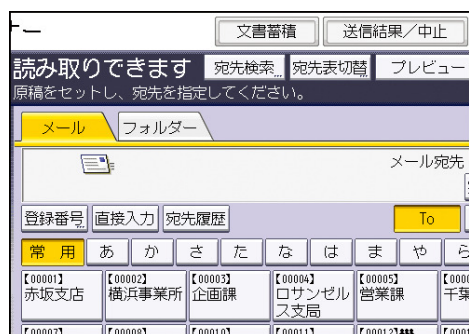 ー
文書蓄積 送信結果／中止
読み取りできます 宛先検索 宛先表切替 プレビュー
原稿をセットし、宛先を指定してください。
メール フォルダー
メール宛先
登録番号 直接入力 宛先履歴 To
常用 あ か さ た な は ま や ら
【00001】 【00002】 【00003】 【00004】 【00005】
赤坂支店 横浜事業所 企画課 ロサンゼル 営業課 千葉
ス支局
【00007】 【00008】 【00010】 【00011】 【00012】